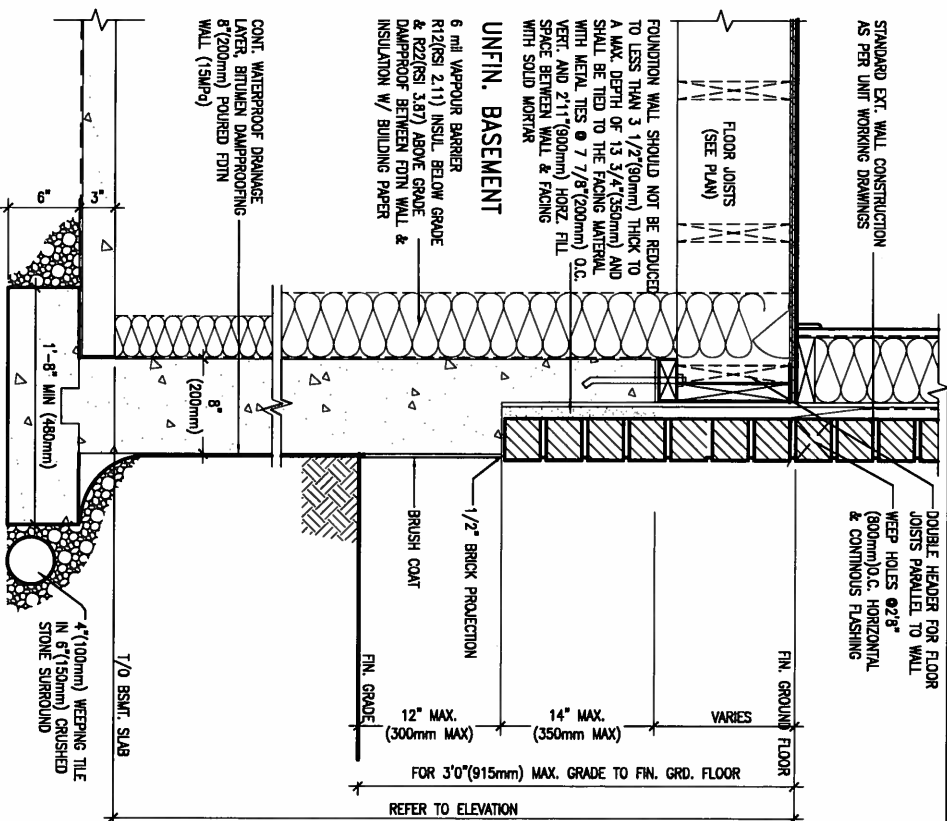 STANDARD EXT. WALL CONSTRUCTION
AS PER UNIT WORKING DRAWINGS
FLOOR JOISTS
(SEE PLAN)
FOUNDTION WALL SHOULD NOT BE REDUCED
TO LESS THAN 3 1/2"(90mm) THICK TO
A MAX. DEPTH OF 13 3/4"(350mm) AND
SHALL BE TIED TO THE FACING MATERIAL
WITH METAL TIES @ 7 7/8"(200mm) O.C.
VERT. AND 2'11"(900mm) HORZ. FILL
SPACE BETWEEN WALL & FACING
WITH SOLID MORTAR
UNFIN. BASEMENT
6 mil VAPOUR BARRIER
R12(RSI 2.11) INSUL. BELOW GRADE
& R22(RSI 3.87) ABOVE GRADE
DAMPPROOF BETWEEN FDTN WALL &
INSULATION W/ BUILDING PAPER
CONT. WATERPROOF DRAINAGE
LAYER, BITUMEN DAMPPROOFING
8"(200mm) POURED FDTN
WALL (15MPa)
6"
3"
8"
(200mm)
1'-8" MIN (480mm)
DOUBLE HEADER FOR FLOOR
JOISTS PARALLEL TO WALL
WEEP HOLES @2'8"
(800mm)O.C. HORIZONTAL
& CONTINOUS FLASHING
1/2" BRICK PROJECTION
BRUSH COAT
4"(100mm) WEEPING TILE
IN 6"(150mm) CRUSHED
STONE SURROUND
T/O BSMT. SLAB
FIN. GRADE
FIN. GROUND FLOOR
12" MAX.
(300mm MAX)
14" MAX.
(350mm MAX)
VARIES
FOR 3'0"(915mm) MAX. GRADE TO FIN. GRD. FLOOR
REFER TO ELEVATION